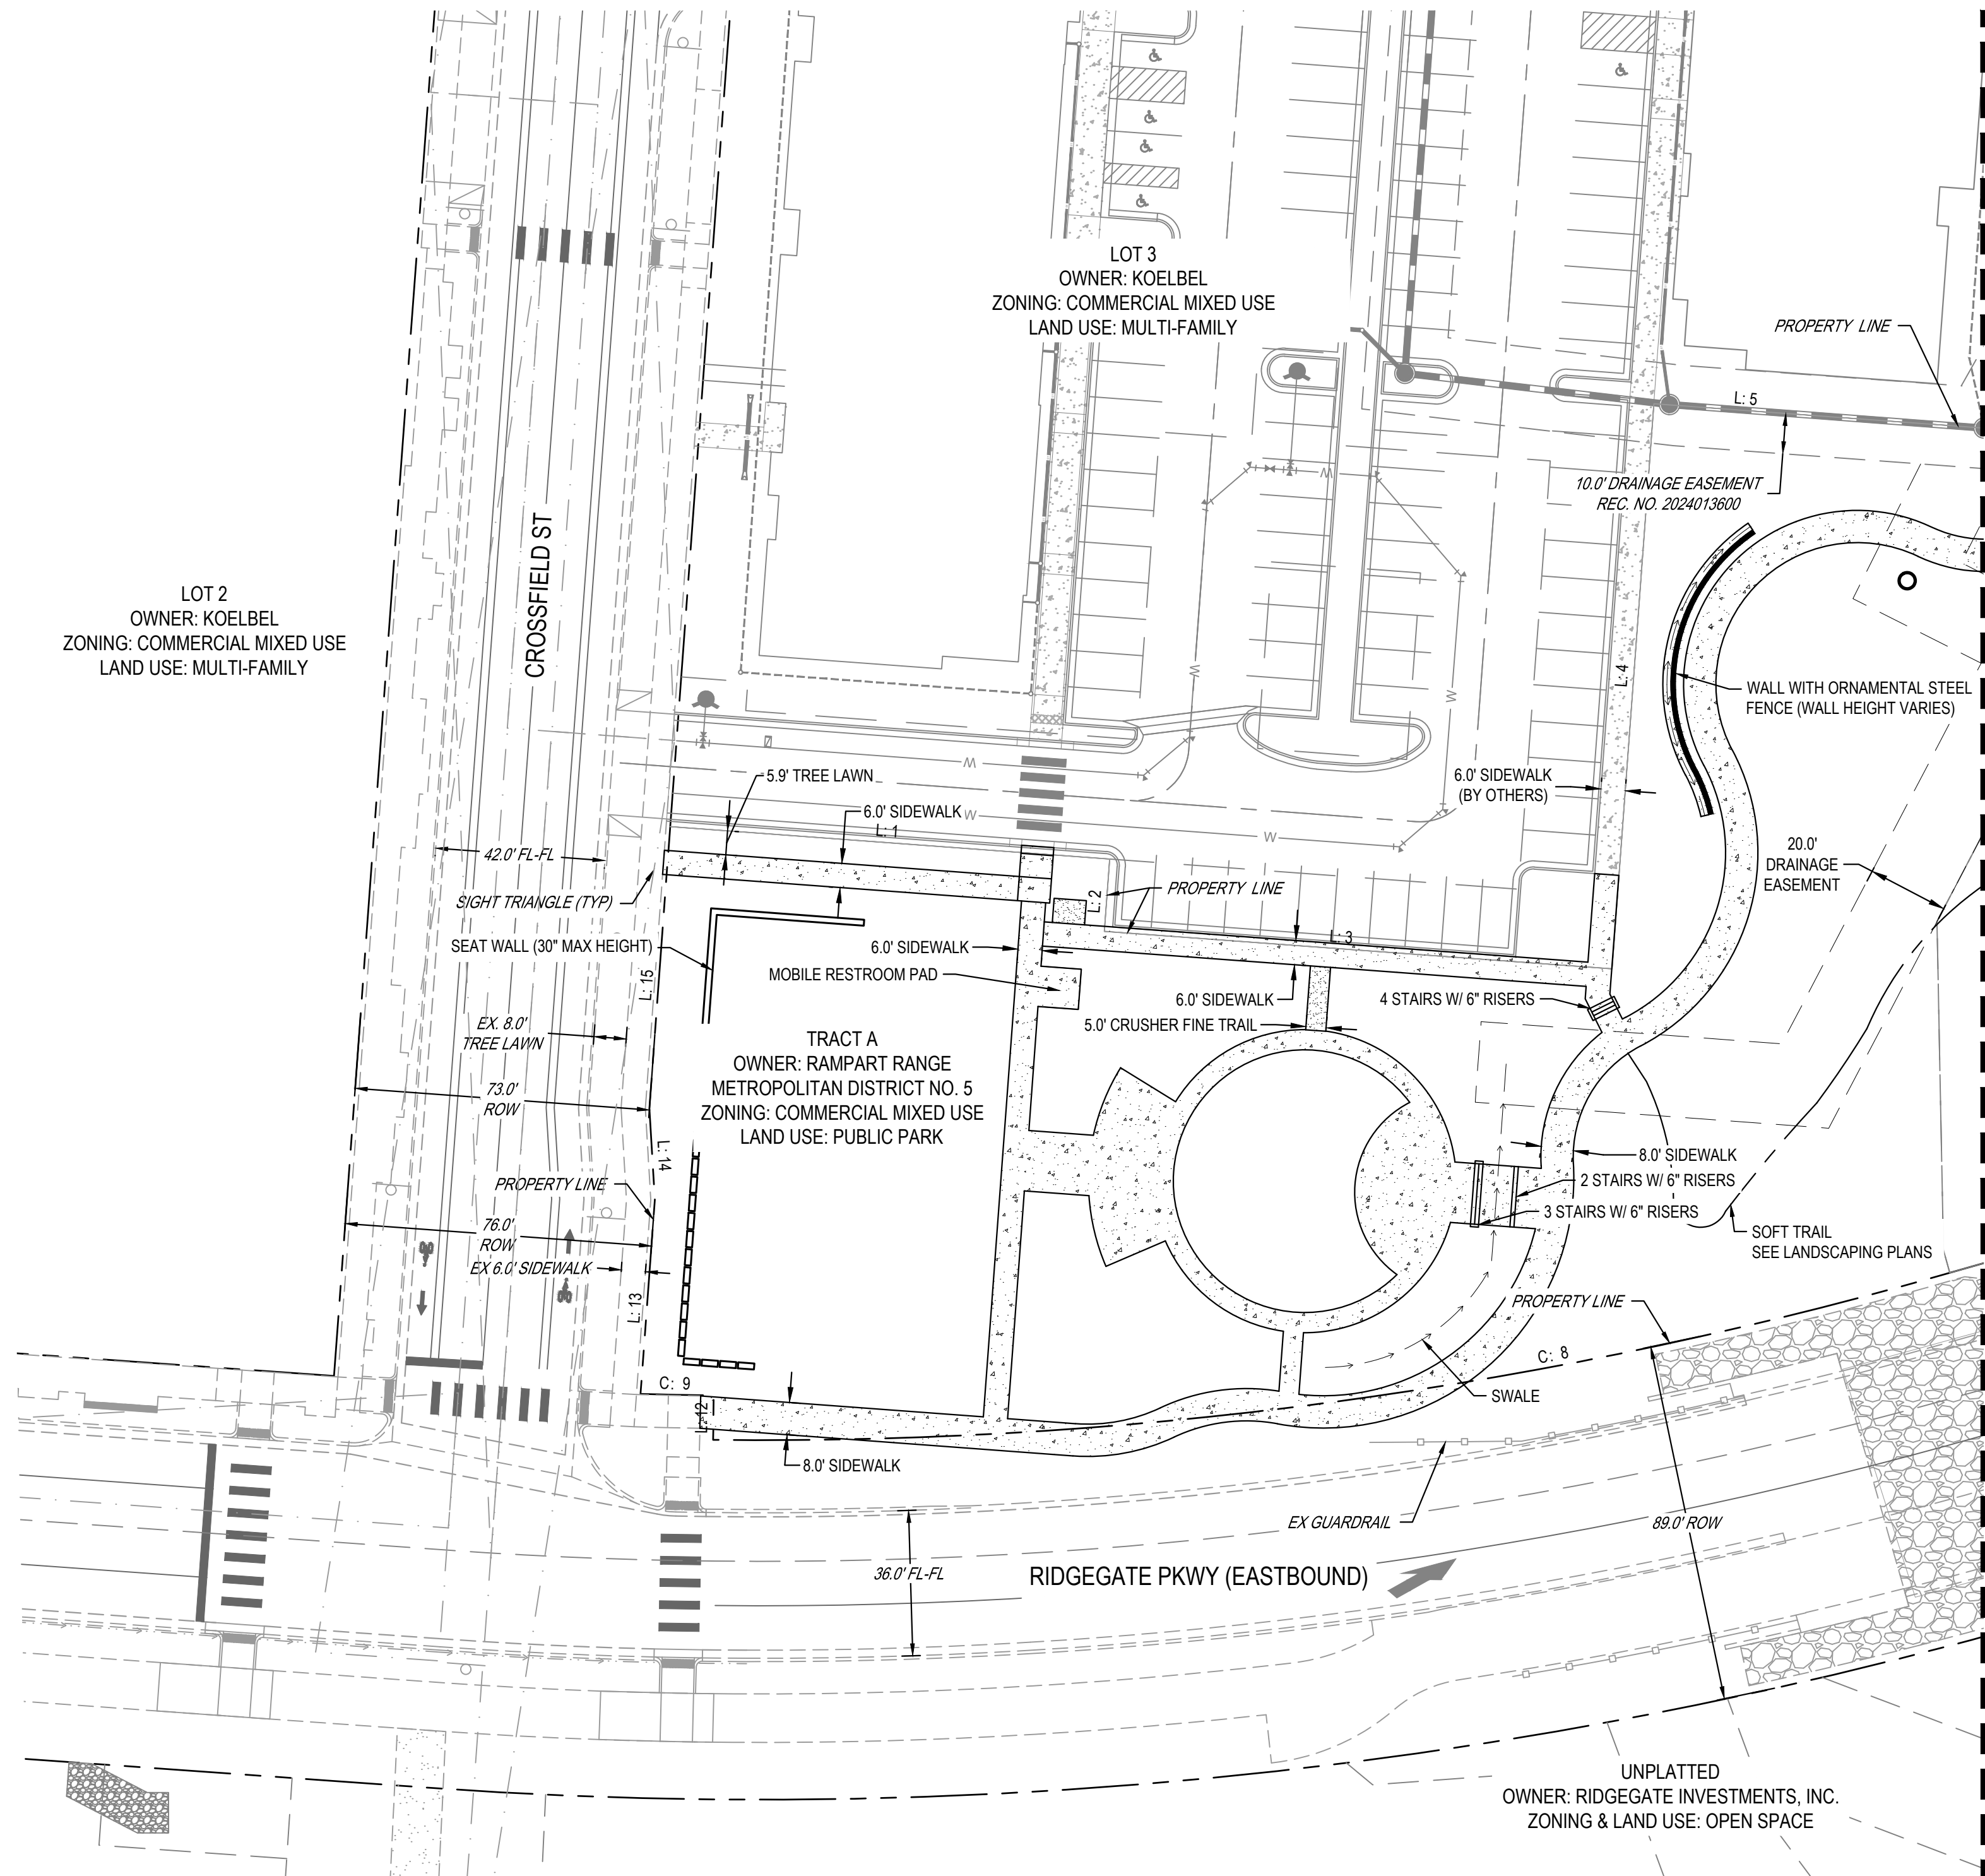 LOT 3
OWNER: KOELBEL
ZONING: COMMERCIAL MIXED USE
LAND USE: MULTI-FAMILY
PROPERTY LINE
L: 5
10.0' DRAINAGE EASEMENT
REC. NO. 2024013600
W
CROSSFIELD ST
LOT 2
OWNER: KOELBEL
ZONING: COMMERCIAL MIXED USE
LAND USE: MULTI-FAMILY
L: 4
W
W
WALL WITH ORNAMENTAL STEEL
FENCE (WALL HEIGHT VARIES)
W
5.9' TREE LAWN
6.0' SIDEWALK
(BY OTHERS)
6.0' SIDEWALK
W
L: 1
W
42.0' FL-FL
20.0'
DRAINAGE
EASEMENT
SIGHT TRIANGLE (TYP)
L: 2
PROPERTY LINE
SEAT WALL (30" MAX HEIGHT)
6.0' SIDEWALK
L: 3
MOBILE RESTROOM PAD
L: 15
6.0' SIDEWALK
4 STAIRS W/ 6" RISERS
EX. 8.0'
TREE LAWN
5.0' CRUSHER FINE TRAIL
TRACT A
OWNER: RAMPART RANGE
METROPOLITAN DISTRICT NO. 5
ZONING: COMMERCIAL MIXED USE
LAND USE: PUBLIC PARK
73.0'
ROW
L: 14
8.0' SIDEWALK
2 STAIRS W/ 6" RISERS
3 STAIRS W/ 6" RISERS
PROPERTY LINE
76.0'
ROW
SOFT TRAIL
SEE LANDSCAPING PLANS
EX 6.0' SIDEWALK
L: 13
PROPERTY LINE
C: 8
C: 9
SWALE
L: 12
8.0' SIDEWALK
EX GUARDRAIL
89.0' ROW
36.0' FL-FL
RIDGEGATE PKWY (EASTBOUND)
UNPLATTED
OWNER: RIDGEGATE INVESTMENTS, INC.
ZONING & LAND USE: OPEN SPACE